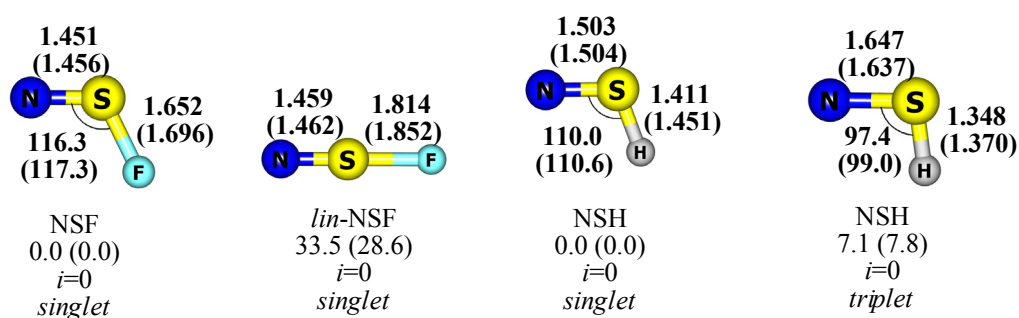 1.451
(1.456)
N S
1.652
(1.696)
116.3
(117.3)
F
NSF
0.0 (0.0)
i=0
singlet
1.459
(1.462)
1.814
(1.852)
N S F
lin-NSF
33.5 (28.6)
i=0
singlet
1.503
(1.504)
N S
1.411
(1.451)
110.0
(110.6)
H
NSH
0.0 (0.0)
i=0
singlet
1.647
(1.637)
N S
1.348
(1.370)
97.4
(99.0)
H
NSH
7.1 (7.8)
i=0
triplet